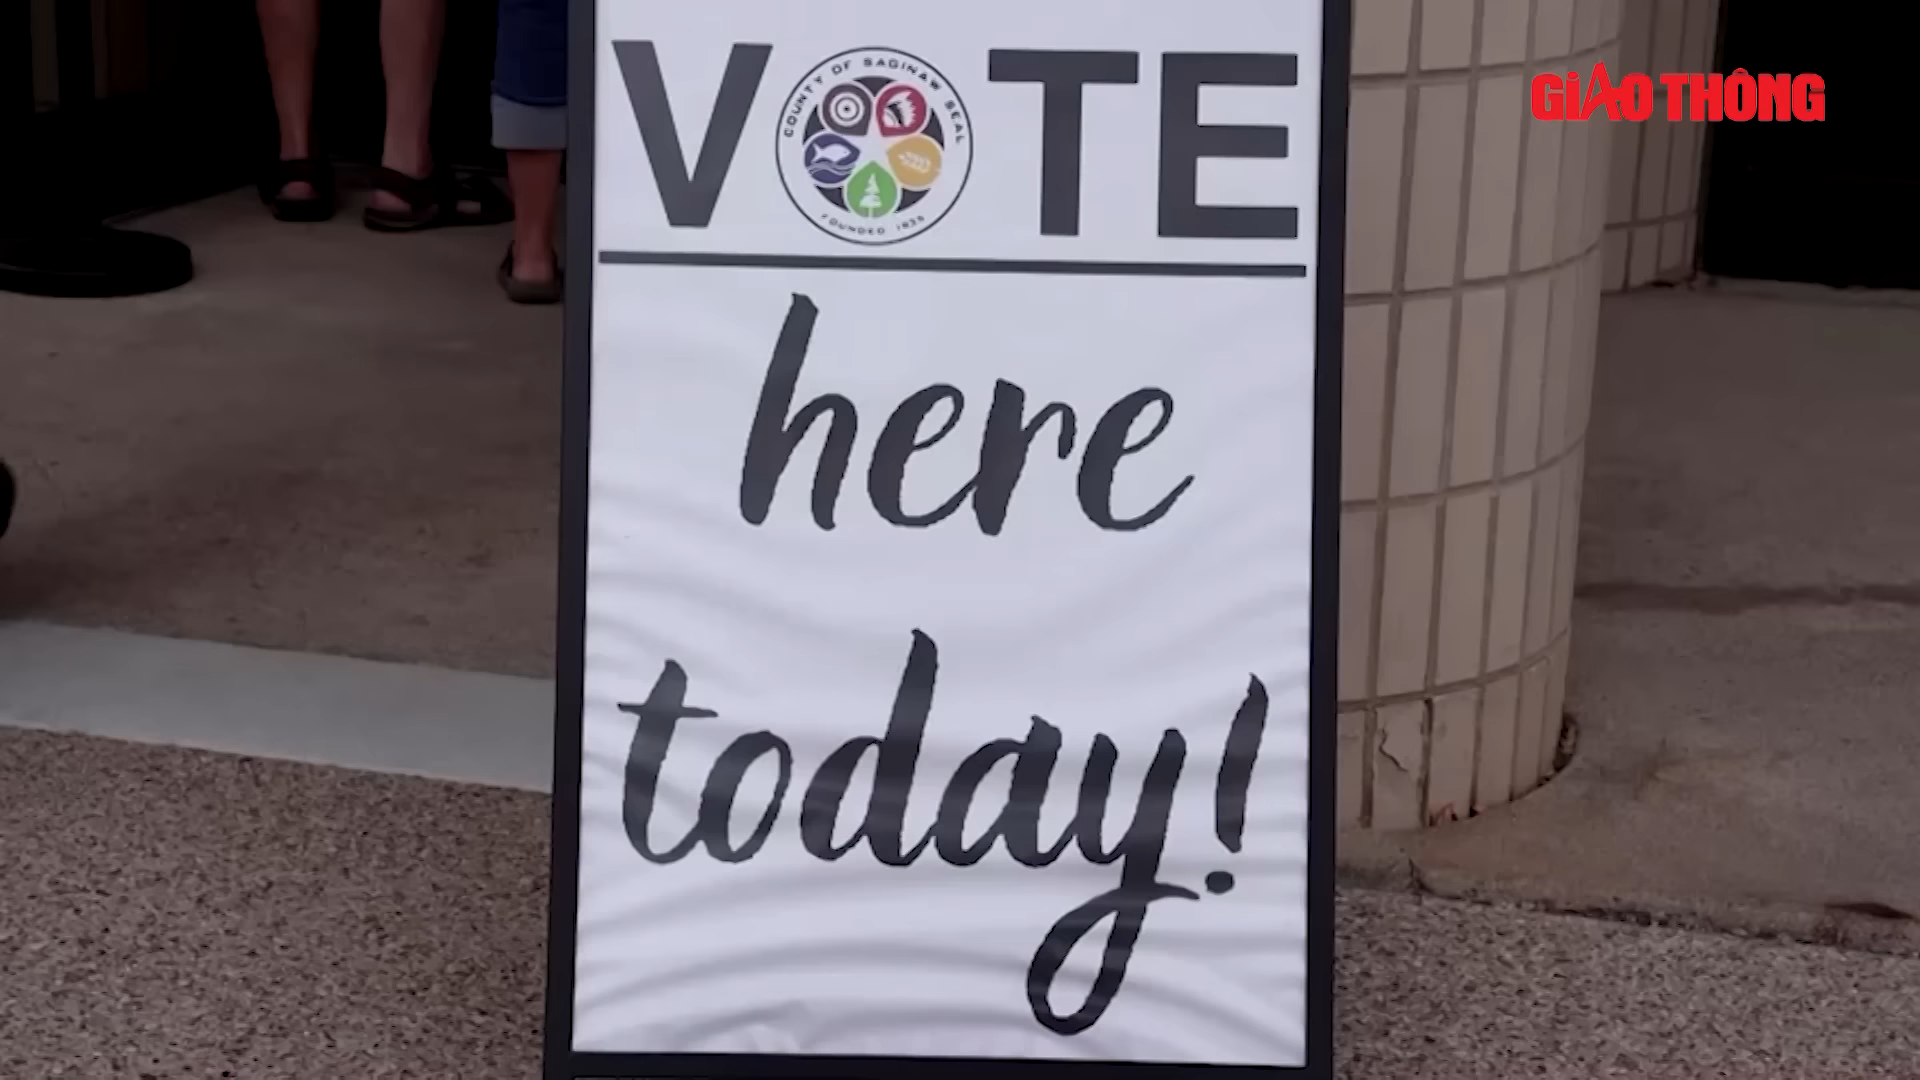 VOTE
COUNTY OF SAGINAW SEAL
FOUNDED 1835
GIAO THÔNG
here
today!